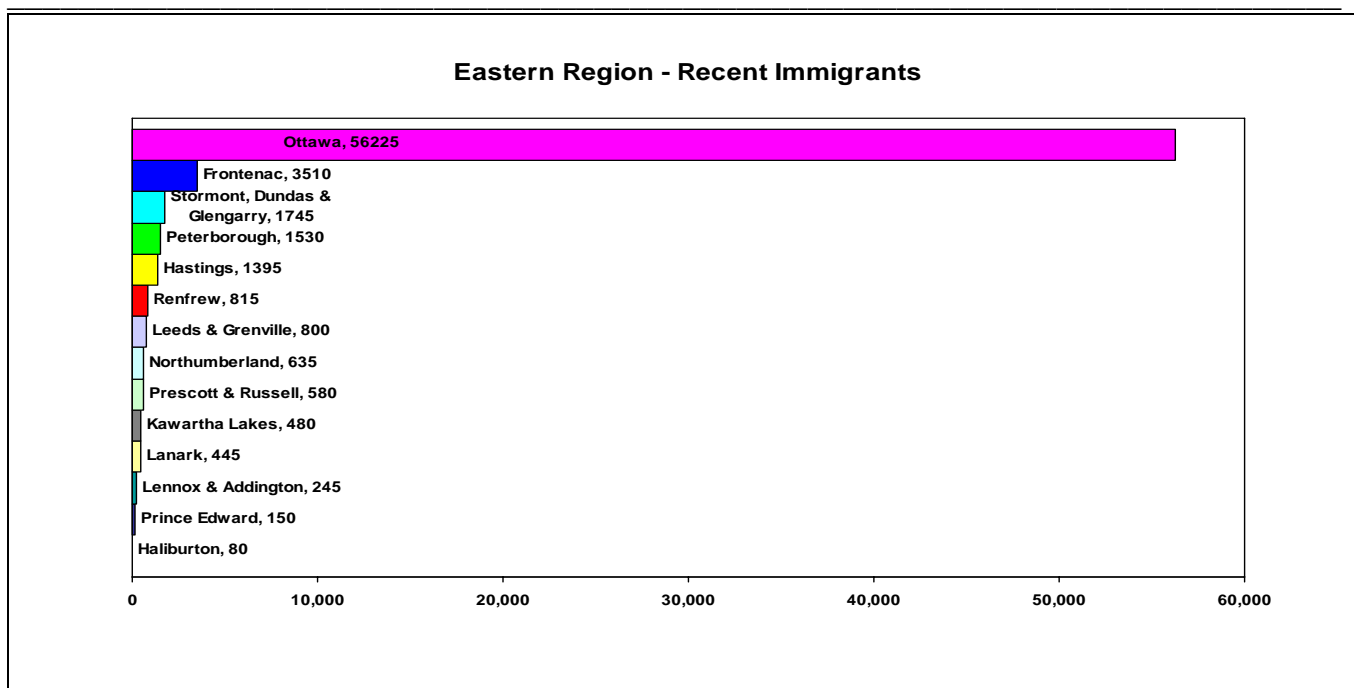 Eastern Region - Recent Immigrants
Ottawa, 56225
Frontenac, 3510
Stormont, Dundas &
Glengarry, 1745
Peterborough, 1530
Hastings, 1395
Renfrew, 815
Leeds & Grenville, 800
Northumberland, 635
Prescott & Russell, 580
Kawartha Lakes, 480
Lanark, 445
Lennox & Addington, 245
Prince Edward, 150
Haliburton, 80
0 10,000 20,000 30,000 40,000 50,000 60,000